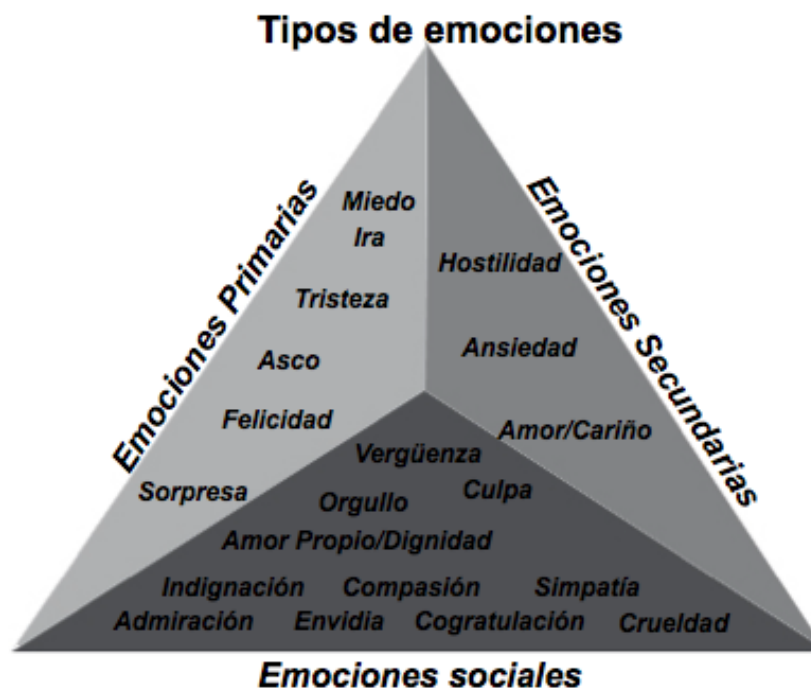 Tipos de emociones
Emociones Primarias
Miedo
Ira
Tristeza
Asco
Felicidad
Sorpresa
Emociones Secundarias
Hostilidad
Ansiedad
Amor/Cariño
Vergüenza
Orgullo Culpa
Amor Propio/Dignidad
Indignación Compasión Simpatía
Admiración Envidia Cogratulación Crueldad
Emociones sociales